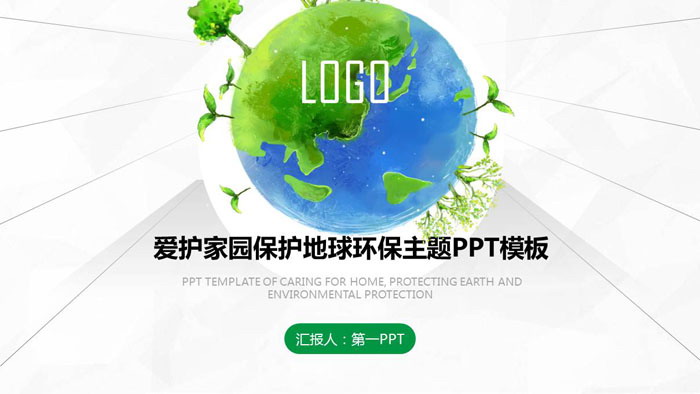 LOGO
爱护家园保护地球环保主题PPT模板
PPT TEMPLATE OF CARING FOR HOME, PROTECTING EARTH AND
ENVIRONMENTAL PROTECTION
汇报人：第一PPT